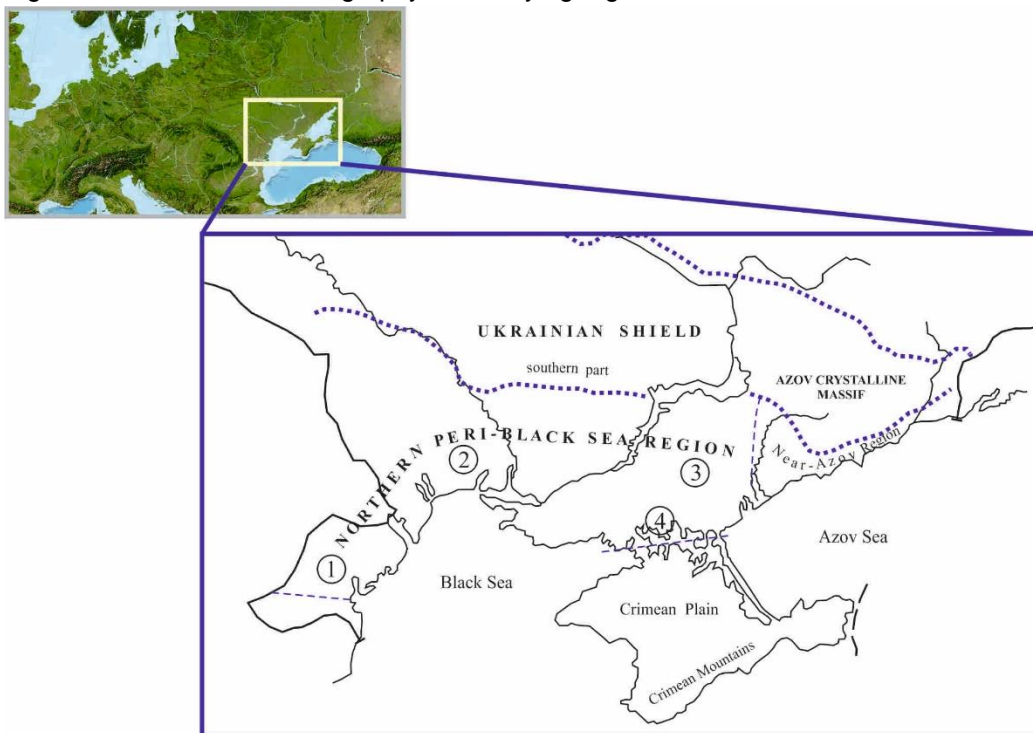 UKRAINIAN SHIELD
southern part
AZOV CRYSTALLINE
MASSIF
Near-Azov Region
NORTHERN PERI-BLACK SEA REGION
2
3
4
1
Azov Sea
Black Sea
Crimean Plain
Crimean Mountains